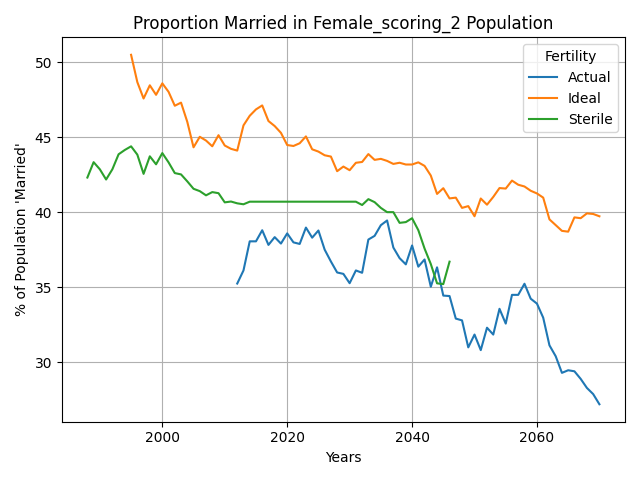 Proportion Married in Female_scoring_2 Population
% of Population 'Married'
50
45
40
35
30
Fertility
Actual
Ideal
Sterile
2000
2020
2040
2060
Years